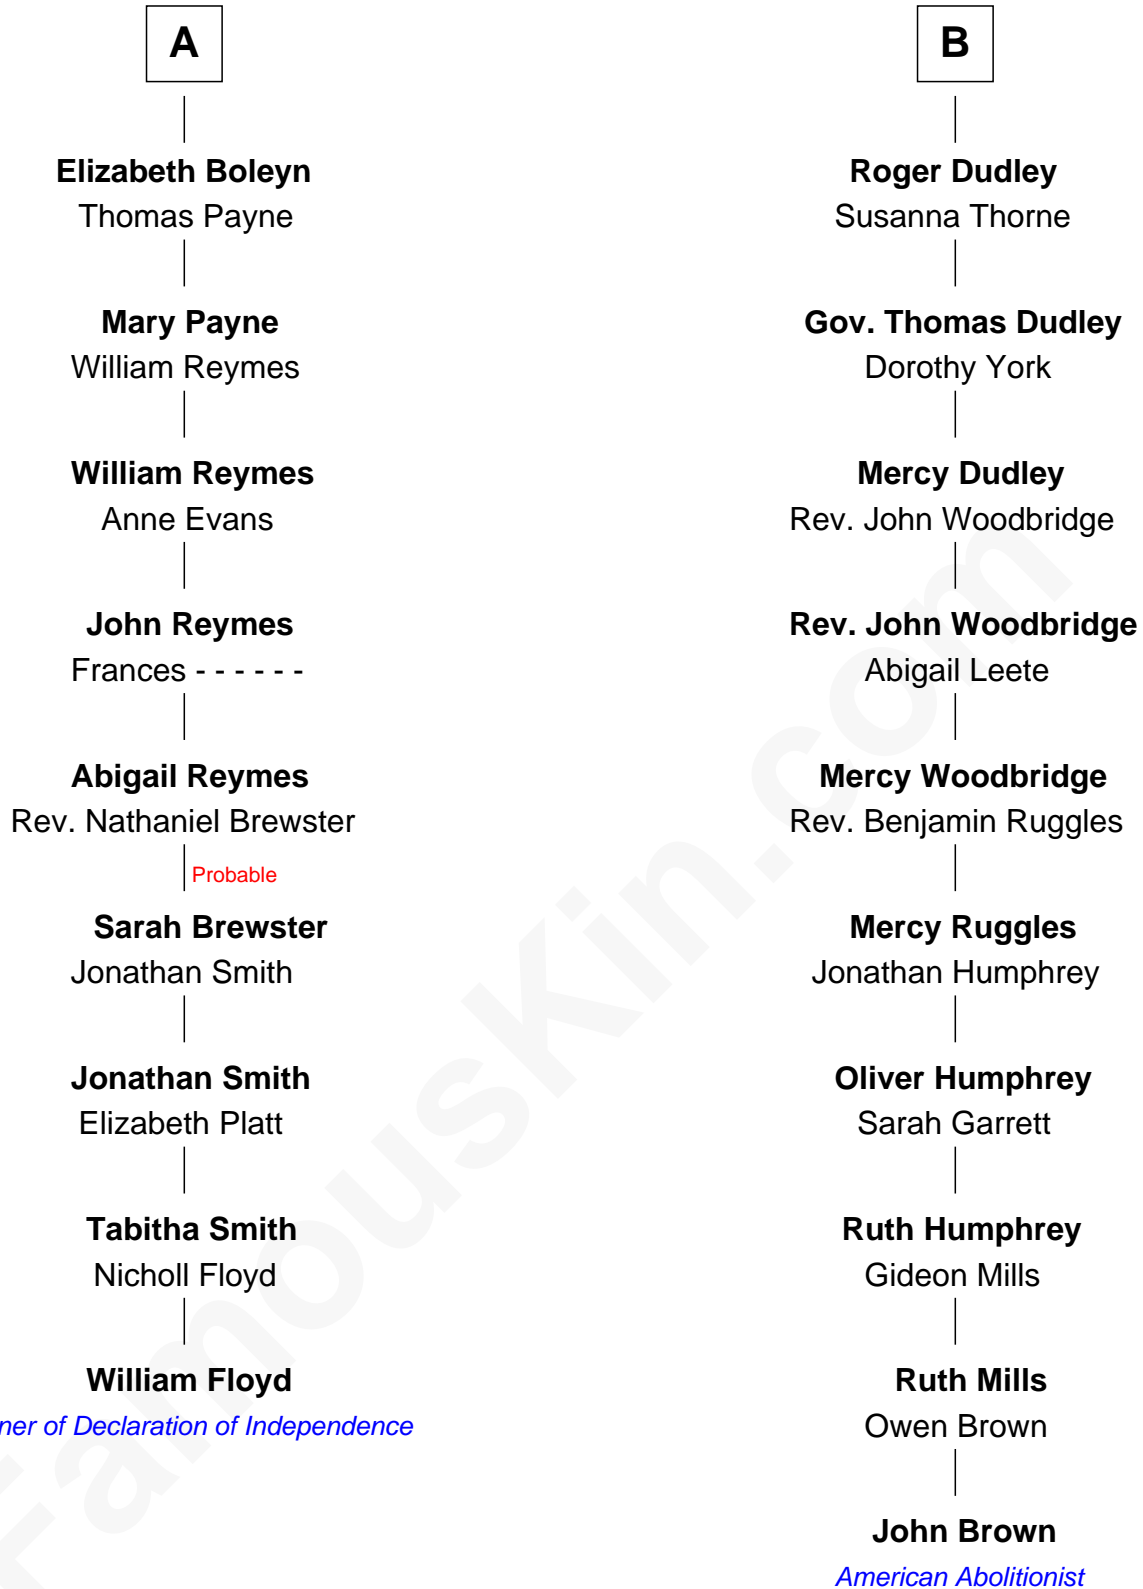 A
Elizabeth Boleyn
Thomas Payne
Mary Payne
William Reymes
William Reymes
Anne Evans
John Reymes
Frances - - - - - -
Abigail Reymes
Rev. Nathaniel Brewster
Probable
Sarah Brewster
Jonathan Smith
Jonathan Smith
Elizabeth Platt
Tabitha Smith
Nicholl Floyd
William Floyd
ner of Declaration of Independence
B
Roger Dudley
Susanna Thorne
Gov. Thomas Dudley
Dorothy York
Mercy Dudley
Rev. John Woodbridge
Rev. John Woodbridge
Abigail Leete
Mercy Woodbridge
Rev. Benjamin Ruggles
Mercy Ruggles
Jonathan Humphrey
Oliver Humphrey
Sarah Garrett
Ruth Humphrey
Gideon Mills
Ruth Mills
Owen Brown
John Brown
American Abolitionist
FamousKin.com